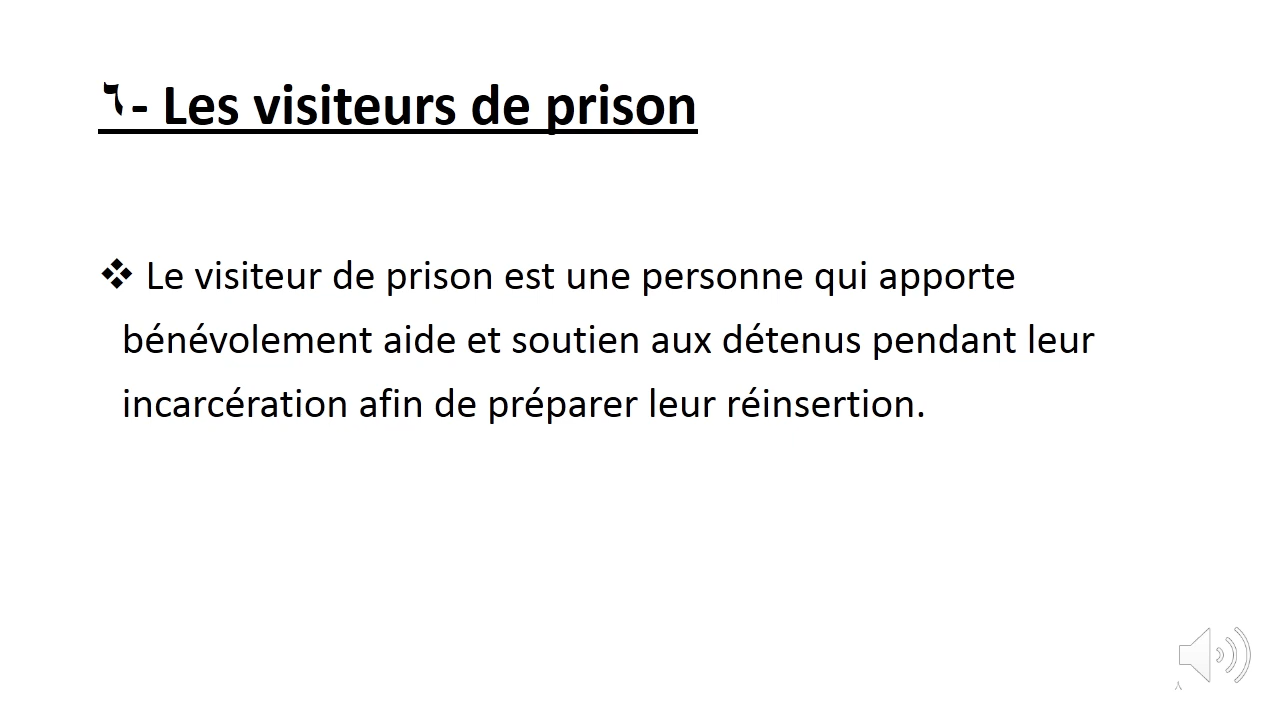 ٦- Les visiteurs de prison
❖ Le visiteur de prison est une personne qui apporte
bénévolement aide et soutien aux détenus pendant leur
incarcération afin de préparer leur réinsertion.
٨